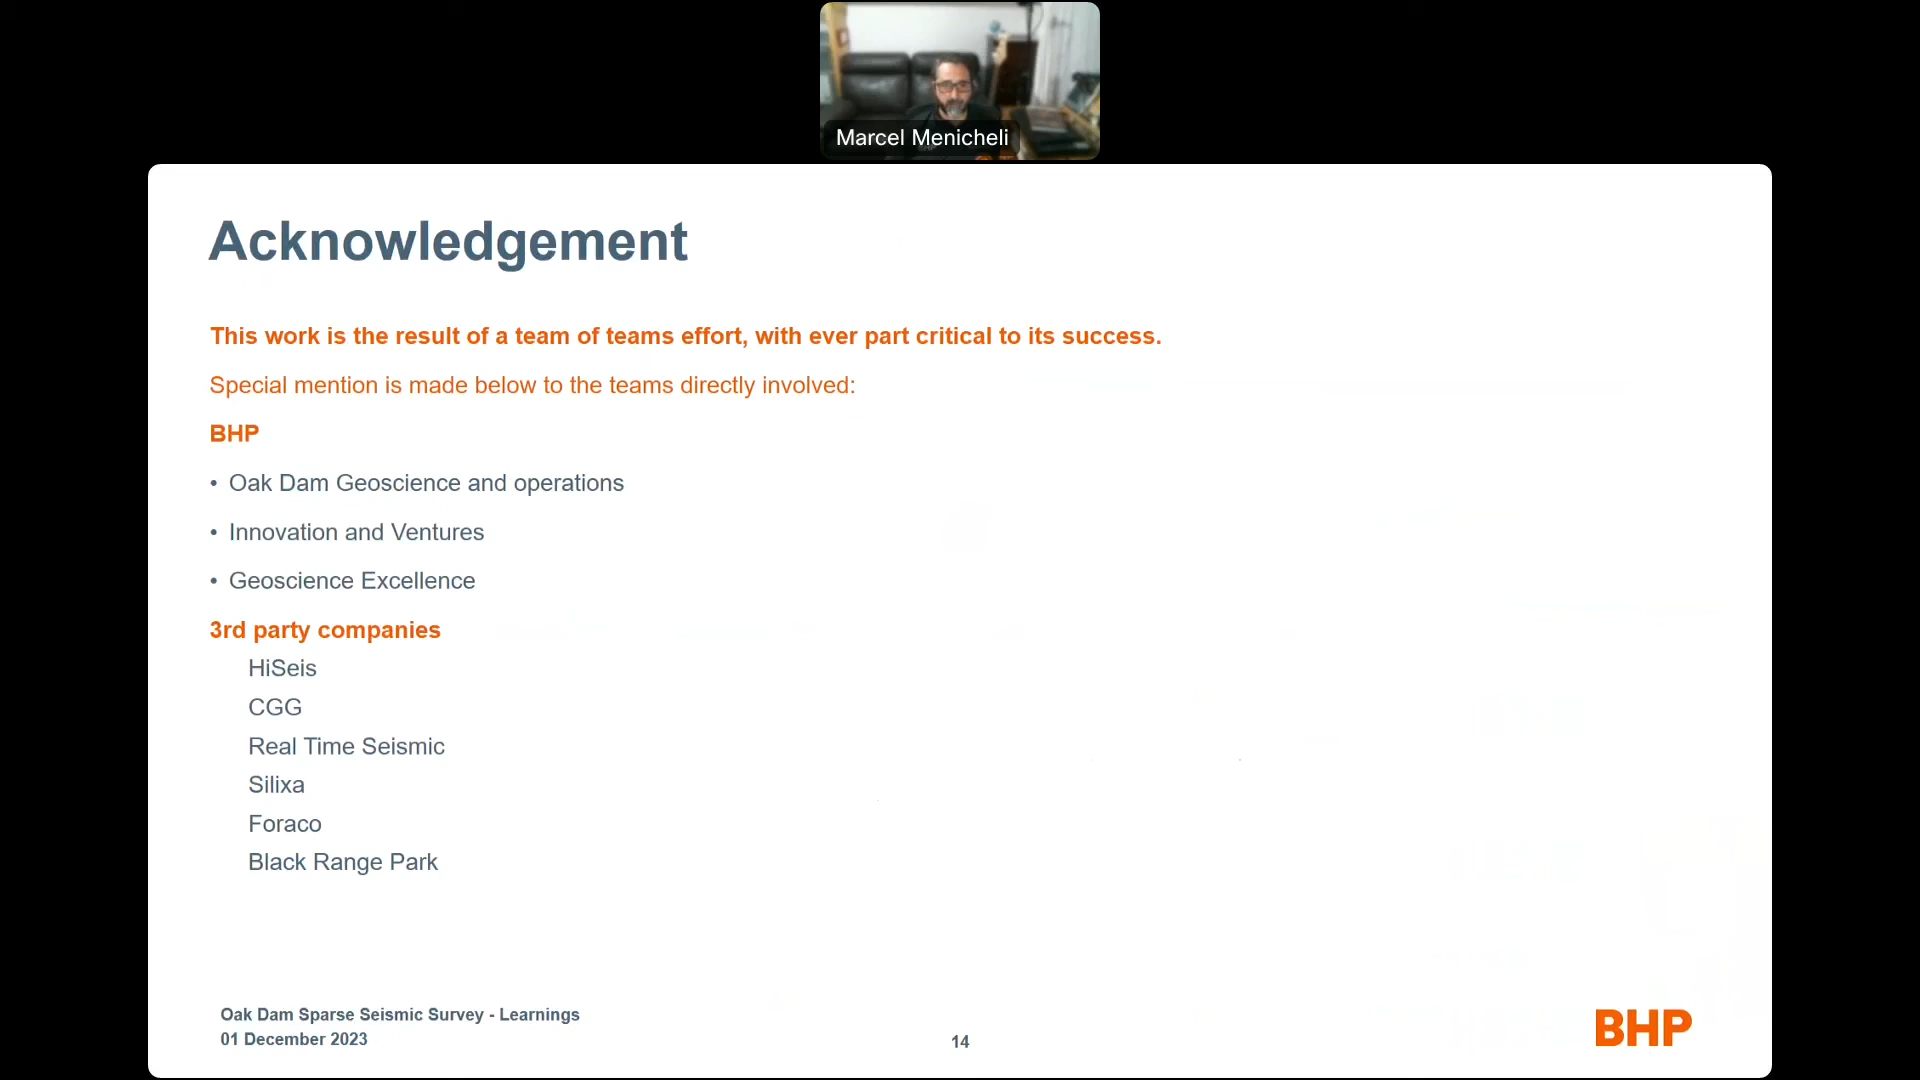 Marcel Menicheli
Acknowledgement
This work is the result of a team of teams effort, with ever part critical to its success.
Special mention is made below to the teams directly involved:
BHP
• Oak Dam Geoscience and operations
• Innovation and Ventures
• Geoscience Excellence
3rd party companies
HiSeis
CGG
Real Time Seismic
Silixa
Foraco
Black Range Park
Oak Dam Sparse Seismic Survey - Learnings
01 December 2023
14
BHP